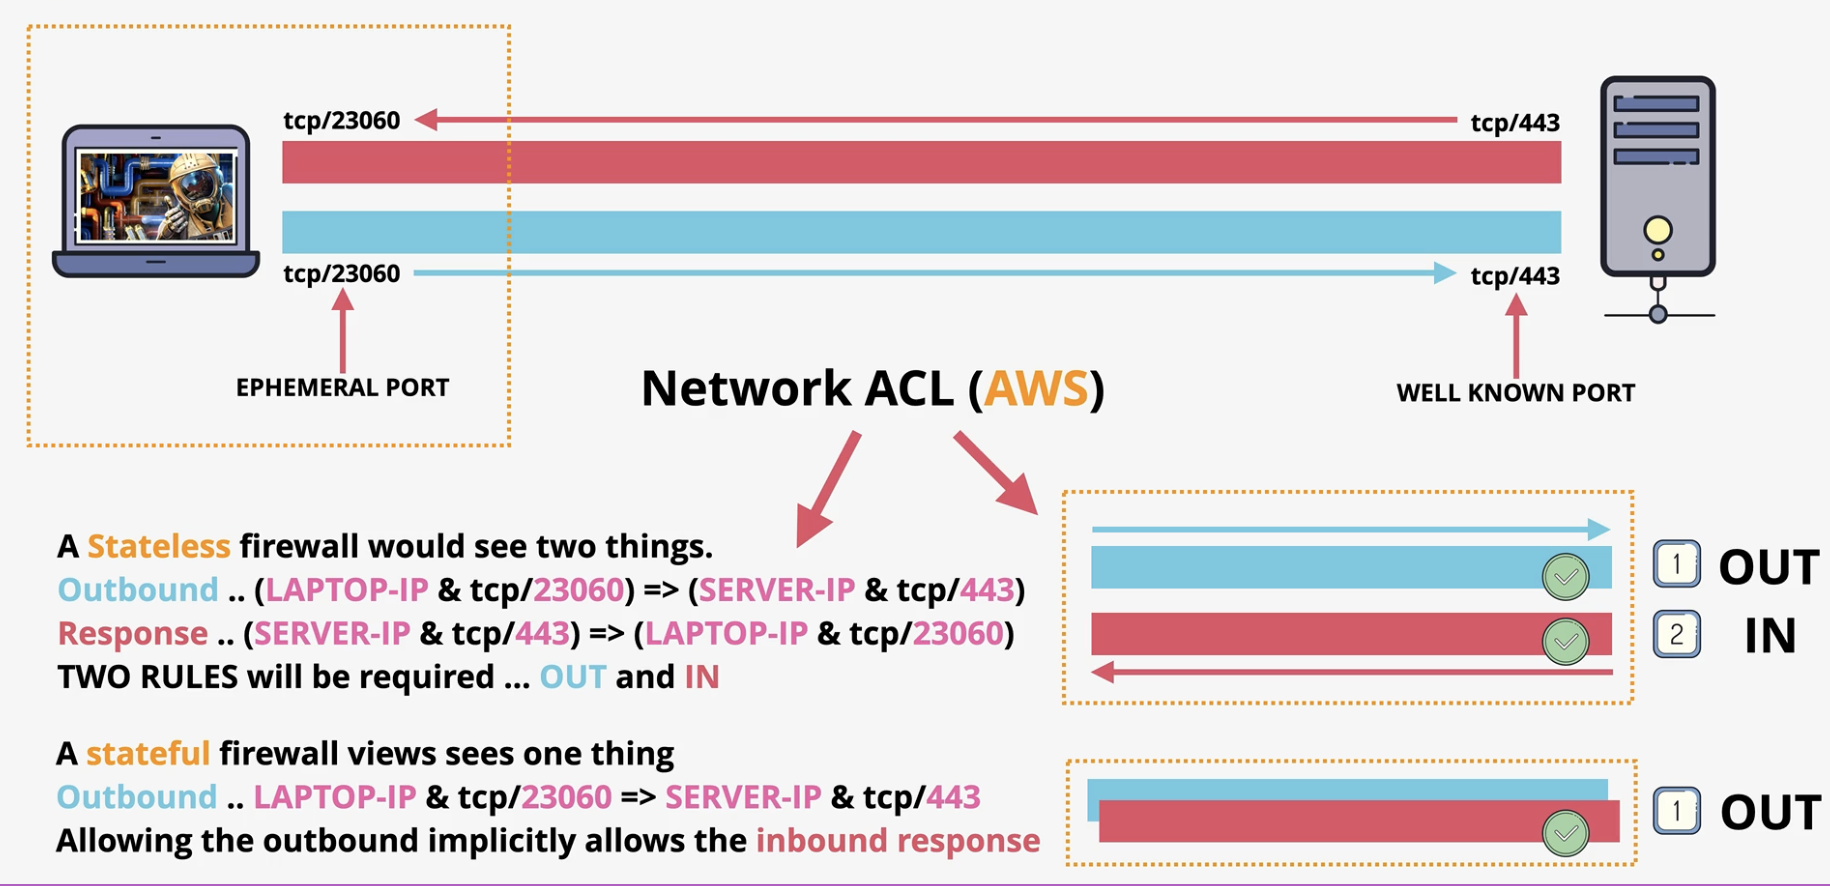 tcp/23060
tcp/443
tcp/23060
tcp/443
EPHEMERAL PORT
WELL KNOWN PORT
Network ACL (AWS)
A Stateless firewall would see two things.
Outbound .. (LAPTOP-IP & tcp/23060) => (SERVER-IP & tcp/443)
Response .. (SERVER-IP & tcp/443) => (LAPTOP-IP & tcp/23060)
TWO RULES will be required ... OUT and IN
1 OUT
2 IN
A stateful firewall views sees one thing
Outbound .. LAPTOP-IP & tcp/23060 => SERVER-IP & tcp/443
Allowing the outbound implicitly allows the inbound response
1 OUT